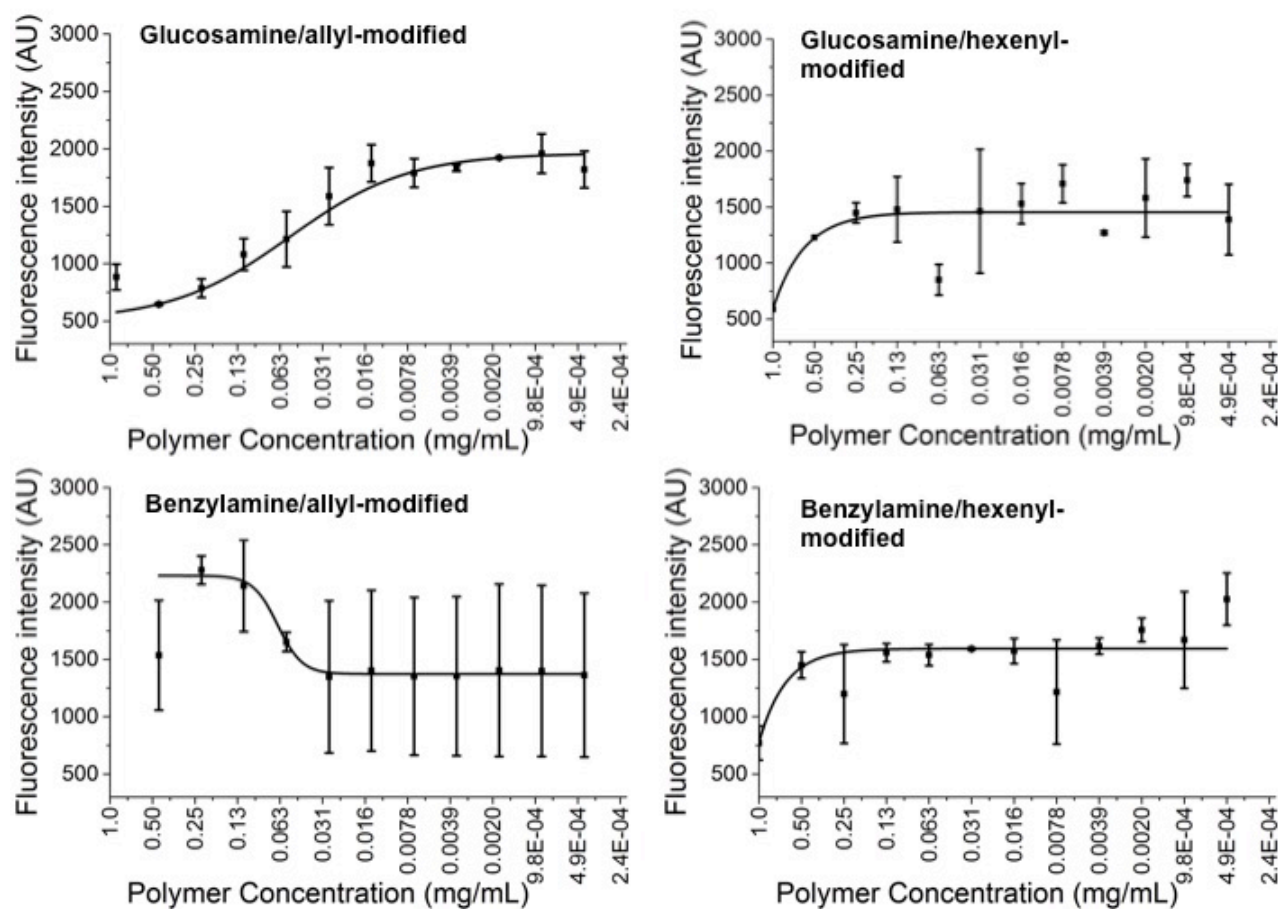 Glucosamine/allyl-modified
Fluorescence intensity (AU)
3000
2500
2000
1500
1000
500
1.0
0.50
0.25
0.13
0.063
0.031
0.016
0.0078
0.0039
0.0020
9.8E-04
4.9E-04
2.4E-04
Polymer Concentration (mg/mL)
Glucosamine/hexenyl-
modified
Fluorescence intensity (AU)
3000
2500
2000
1500
1000
500
1.0
0.50
0.25
0.13
0.063
0.031
0.016
0.0078
0.0039
0.0020
9.8E-04
4.9E-04
2.4E-04
Polymer Concentration (mg/mL)
Benzylamine/allyl-modified
Fluorescence intensity (AU)
3000
2500
2000
1500
1000
500
1.0
0.50
0.25
0.13
0.063
0.031
0.016
0.0078
0.0039
0.0020
9.8E-04
4.9E-04
2.4E-04
Polymer Concentration (mg/mL)
Benzylamine/hexenyl-
modified
Fluorescence intensity (AU)
3000
2500
2000
1500
1000
500
1.0
0.50
0.25
0.13
0.063
0.031
0.016
0.0078
0.0039
0.0020
9.8E-04
4.9E-04
2.4E-04
Polymer Concentration (mg/mL)